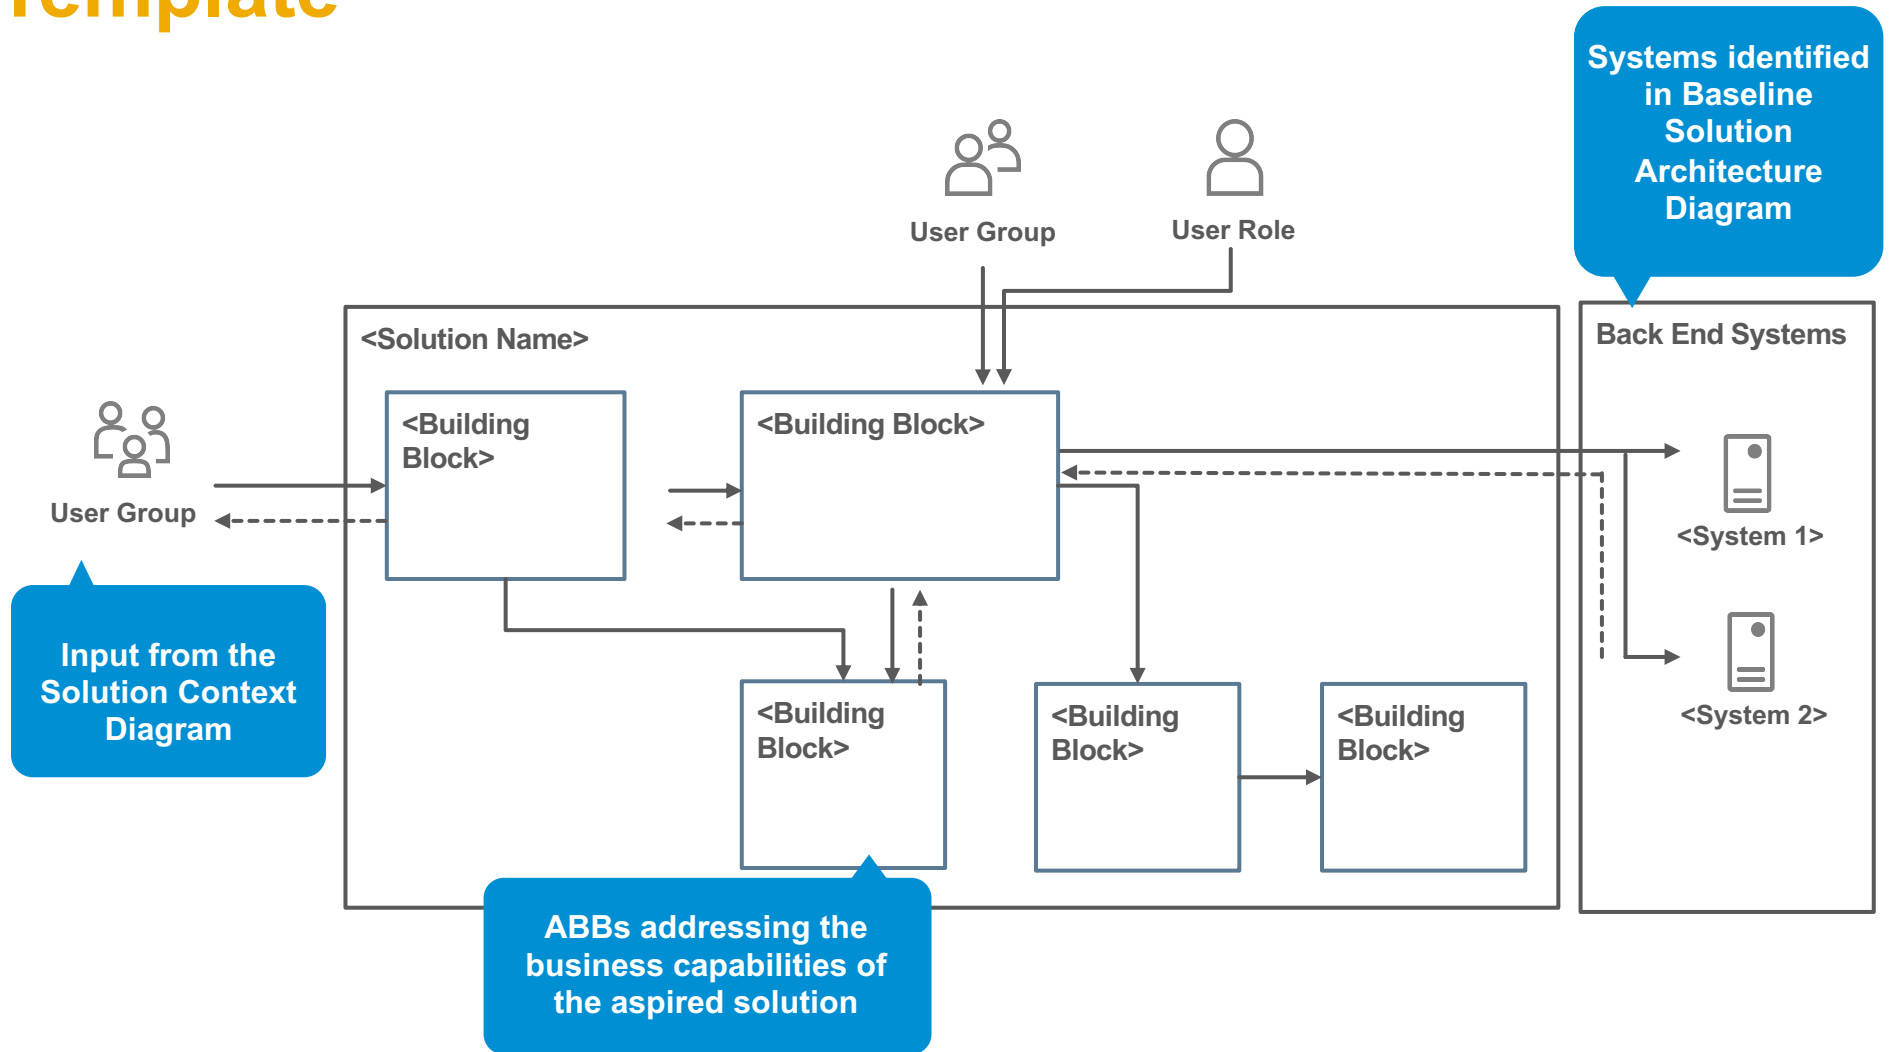 Template
Systems identified
in Baseline
Solution
Architecture
Diagram
User Group
User Role
<Solution Name>
Back End Systems
<Building
Block>
<Building Block>
User Group
<System 1>
Input from the
Solution Context
Diagram
<Building
Block>
<Building
Block>
<Building
Block>
<System 2>
ABBs addressing the
business capabilities of
the aspired solution